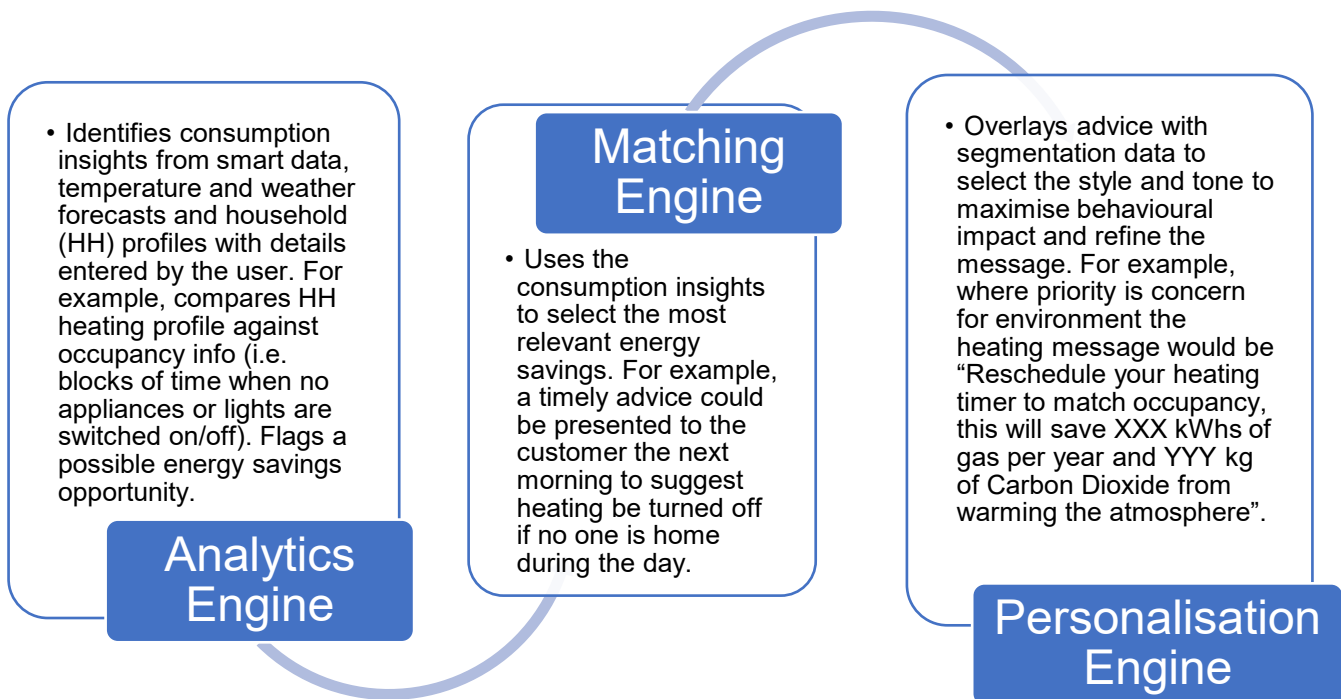 • Identifies consumption
insights from smart data,
temperature and weather
forecasts and household
(HH) profiles with details
entered by the user. For
example, compares HH
heating profile against
occupancy info (i.e.
blocks of time when no
appliances or lights are
switched on/off). Flags a
possible energy savings
opportunity.
Analytics
Engine
Matching
Engine
• Uses the
consumption insights
to select the most
relevant energy
savings. For example,
a timely advice could
be presented to the
customer the next
morning to suggest
heating be turned off
if no one is home
during the day.
• Overlays advice with
segmentation data to
select the style and tone to
maximise behavioural
impact and refine the
message. For example,
where priority is concern
for environment the
heating message would be
“Reschedule your heating
timer to match occupancy,
this will save XXX kWhs of
gas per year and YYY kg
of Carbon Dioxide from
warming the atmosphere”.
Personalisation
Engine